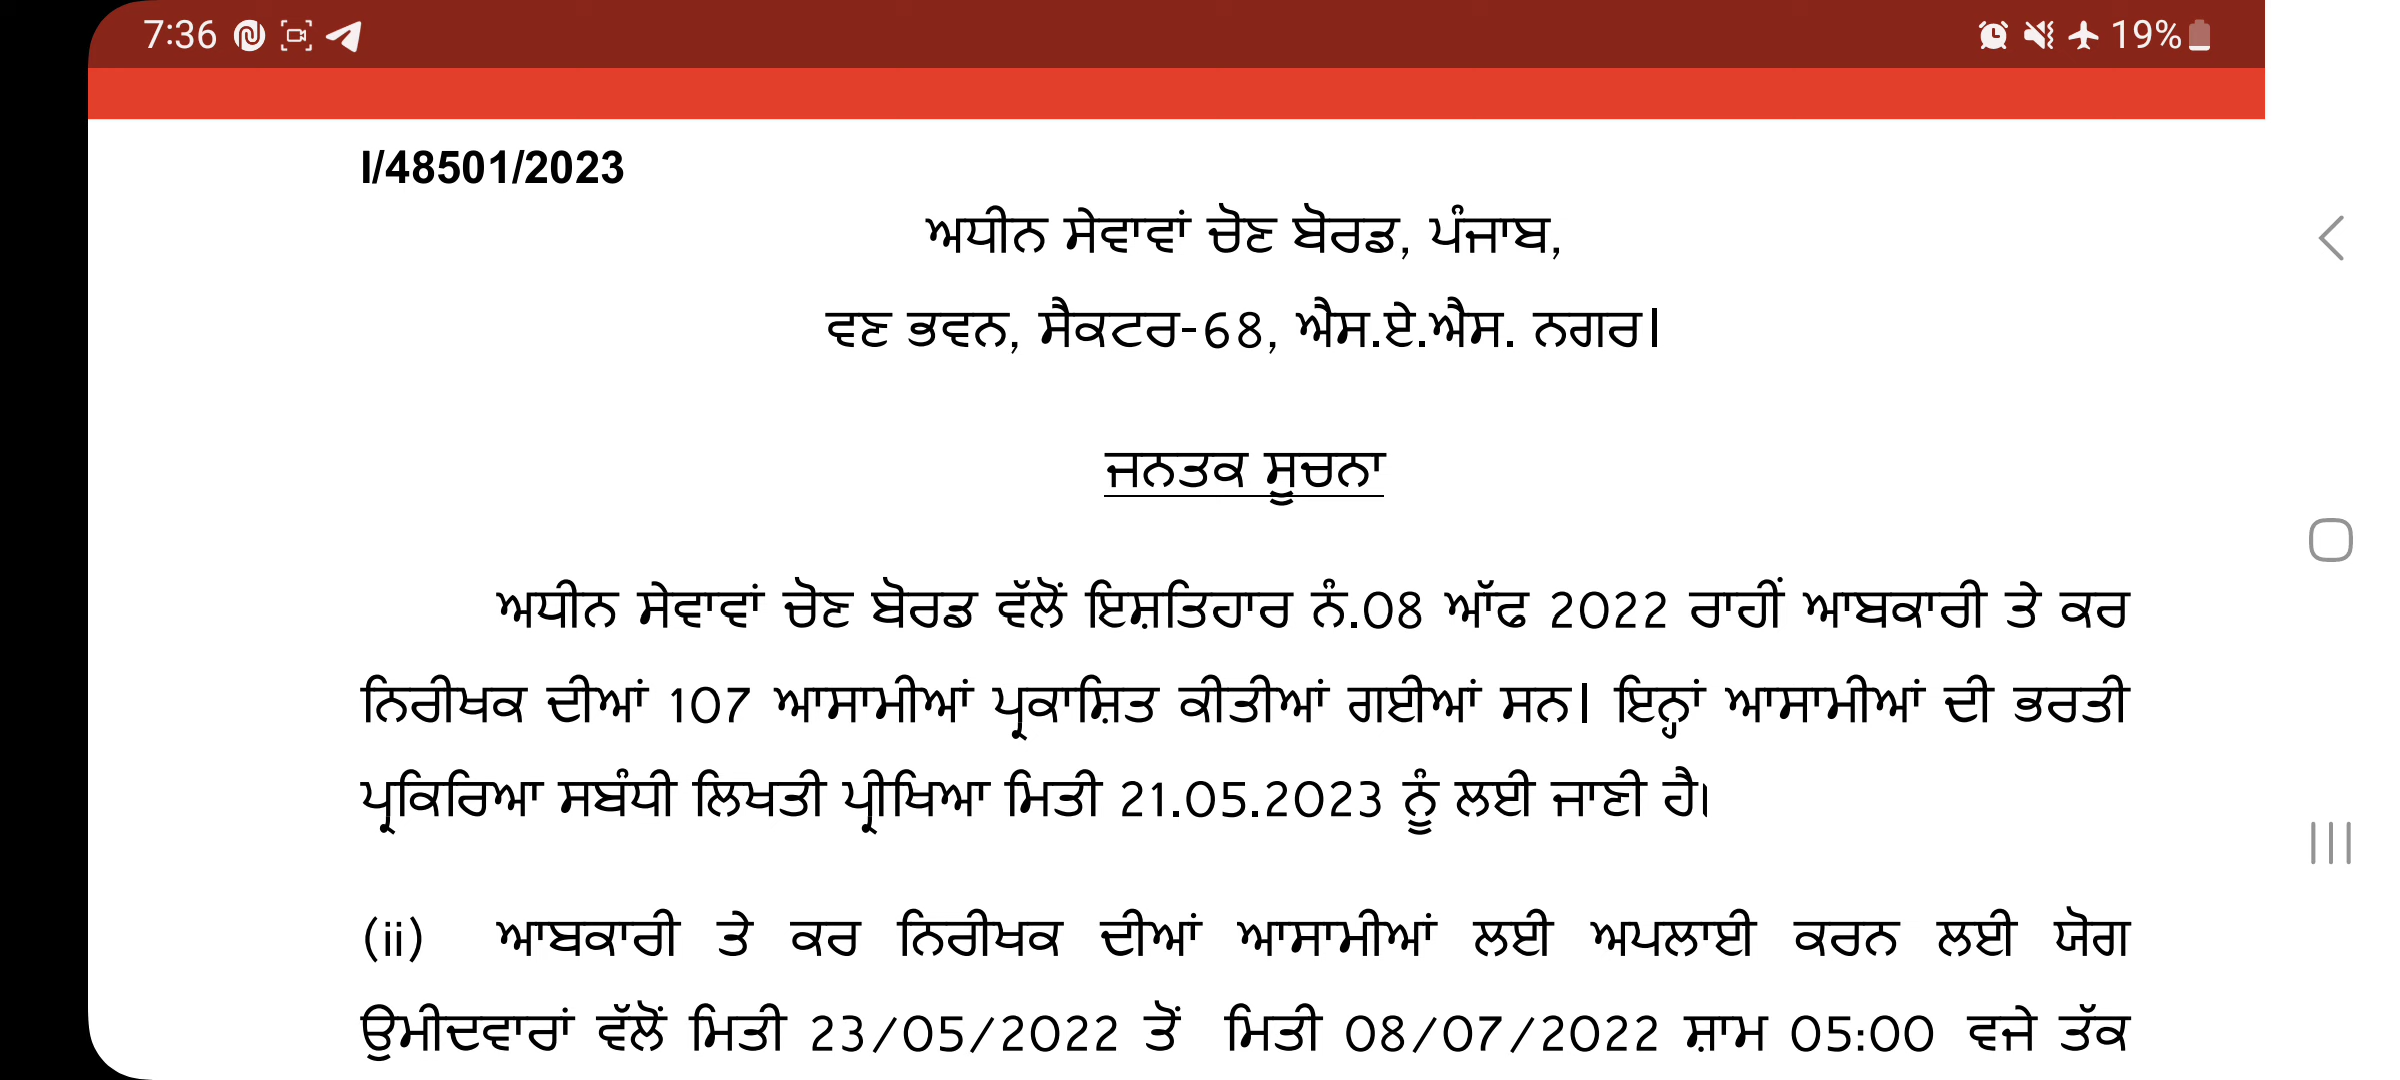 7:36 19%
I/48501/2023
ਅਧੀਨ ਸੇਵਾਵਾਂ ਚੋਣ ਬੋਰਡ, ਪੰਜਾਬ,
ਵਣ ਭਵਨ, ਸੈਕਟਰ-68, ਐਸ.ਏ.ਐਸ. ਨਗਰ।
ਜਨਤਕ ਸੂਚਨਾ
ਅਧੀਨ ਸੇਵਾਵਾਂ ਚੋਣ ਬੋਰਡ ਵੱਲੋਂ ਇਸ਼ਤਿਹਾਰ ਨੰ.08 ਆੱਫ 2022 ਰਾਹੀਂ ਆਬਕਾਰੀ ਤੇ ਕਰ
ਨਿਰੀਖਕ ਦੀਆਂ 107 ਆਸਾਮੀਆਂ ਪ੍ਰਕਾਸ਼ਿਤ ਕੀਤੀਆਂ ਗਈਆਂ ਸਨ। ਇਨ੍ਹਾਂ ਆਸਾਮੀਆਂ ਦੀ ਭਰਤੀ
ਪ੍ਰਕਿਰਿਆ ਸਬੰਧੀ ਲਿਖਤੀ ਪ੍ਰੀਖਿਆ ਮਿਤੀ 21.05.2023 ਨੂੰ ਲਈ ਜਾਣੀ ਹੈ।
(ii) ਆਬਕਾਰੀ ਤੇ ਕਰ ਨਿਰੀਖਕ ਦੀਆਂ ਆਸਾਮੀਆਂ ਲਈ ਅਪਲਾਈ ਕਰਨ ਲਈ ਯੋਗ
ਉਮੀਦਵਾਰਾਂ ਵੱਲੋਂ ਮਿਤੀ 23/05/2022 ਤੋਂ ਮਿਤੀ 08/07/2022 ਸ਼ਾਮ 05:00 ਵਜੇ ਤੱਕ